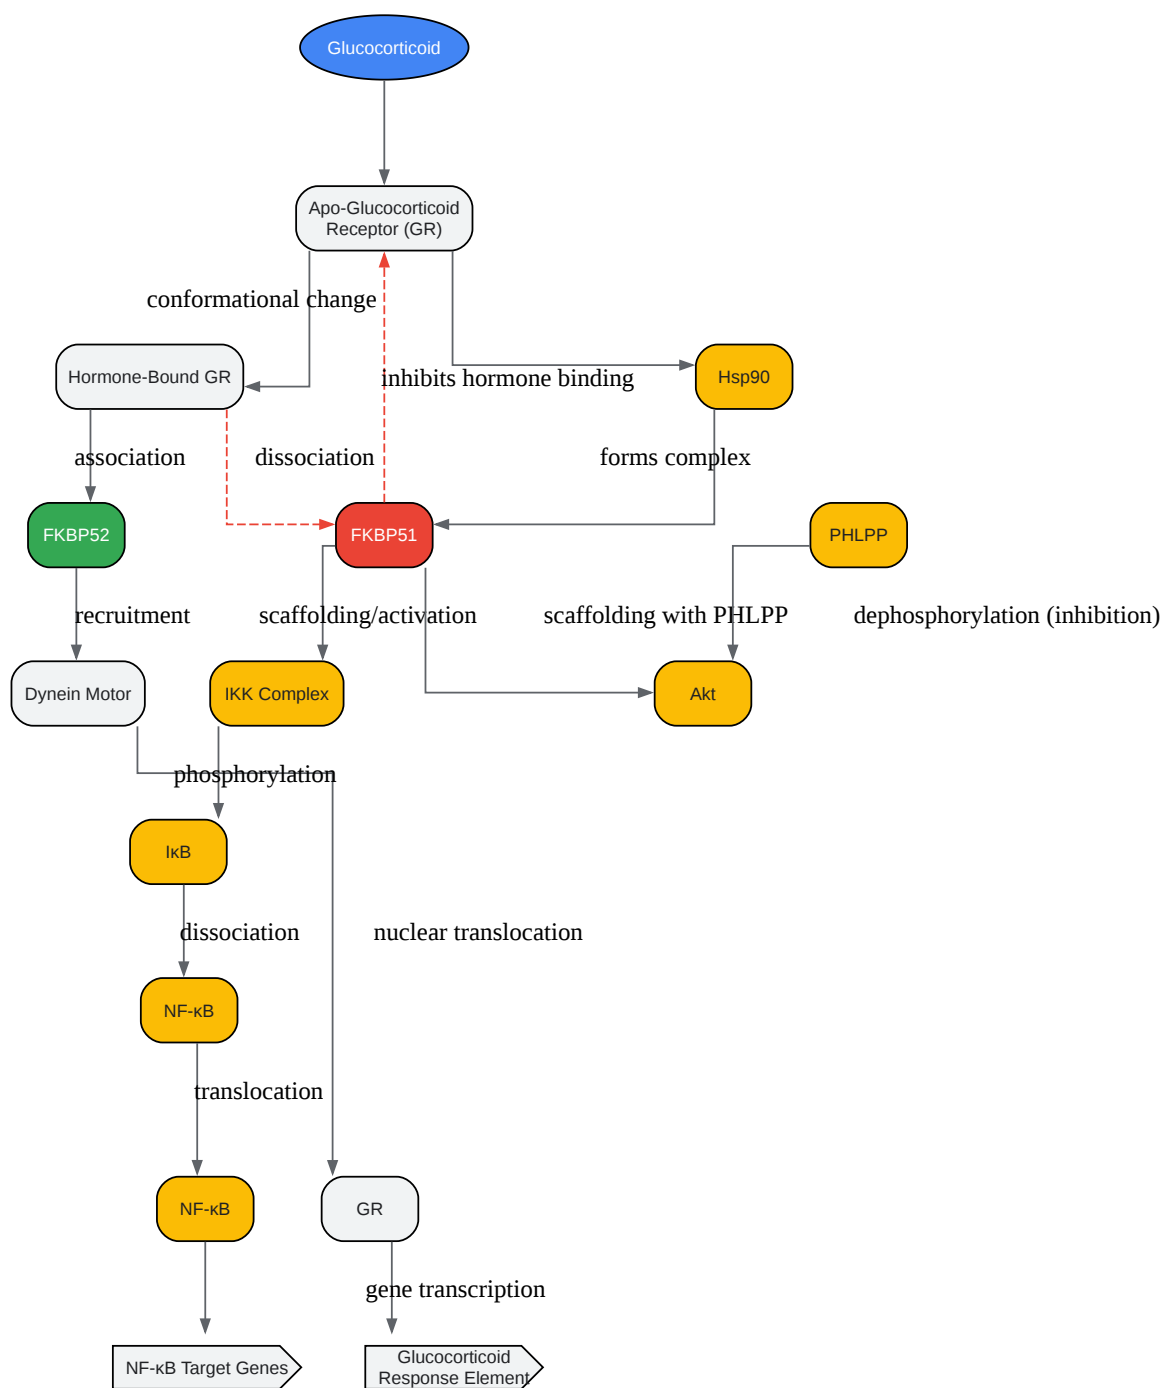 Glucocorticoid
Apo-Glucocorticoid
Receptor (GR)
conformational change
Hormone-Bound GR
inhibits hormone binding
Hsp90
association
dissociation
forms complex
FKBP52
FKBP51
PHLPP
recruitment
scaffolding/activation
scaffolding with PHLPP
dephosphorylation (inhibition)
Dynein Motor
IKK Complex
Akt
phosphorylation
IκB
dissociation
nuclear translocation
NF-κB
translocation
NF-κB
GR
gene transcription
NF-κB Target Genes
Glucocorticoid
Response Element